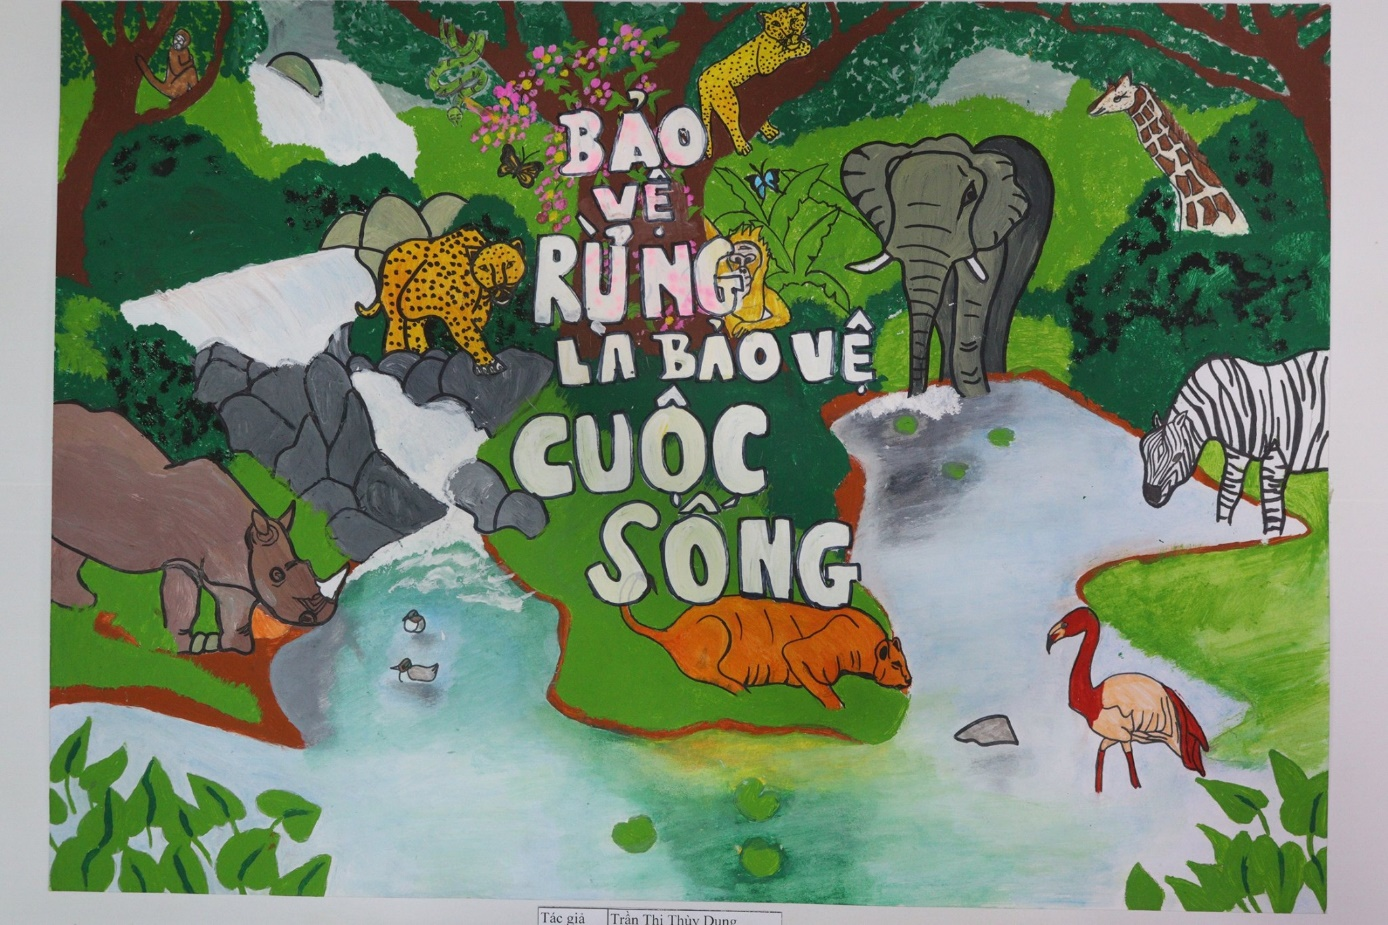 BẢO
VỆ
RỪNG
LÀ BẢO VỆ
CUỘC
SỐNG
Tác giả Trần Thị Thùy Dung